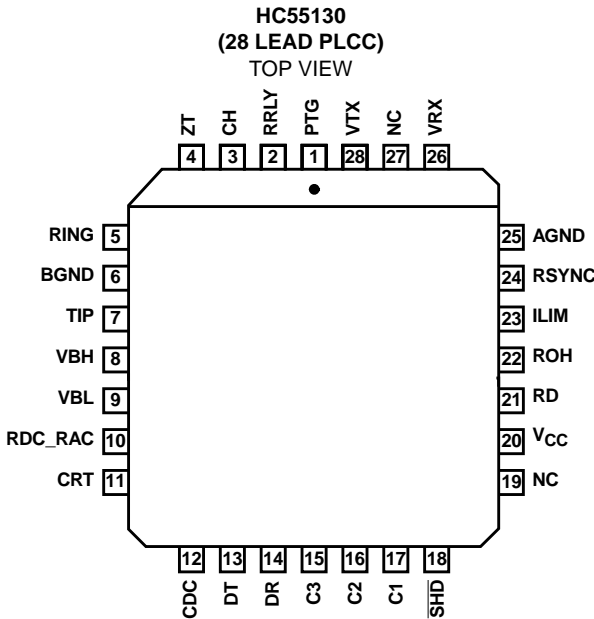 HC55130
(28 LEAD PLCC)
TOP VIEW
ZT
CH
RRLY
PTG
VTX
NC
VRX
4
3
2
1
28
27
26
RING 5
BGND 6
TIP 7
VBH 8
VBL 9
RDC_RAC 10
CRT 11
25 AGND
24 RSYNC
23 ILIM
22 ROH
21 RD
20 VCC
19 NC
12
13
14
15
16
17
18
CDC
DT
DR
C3
C2
C1
SHD